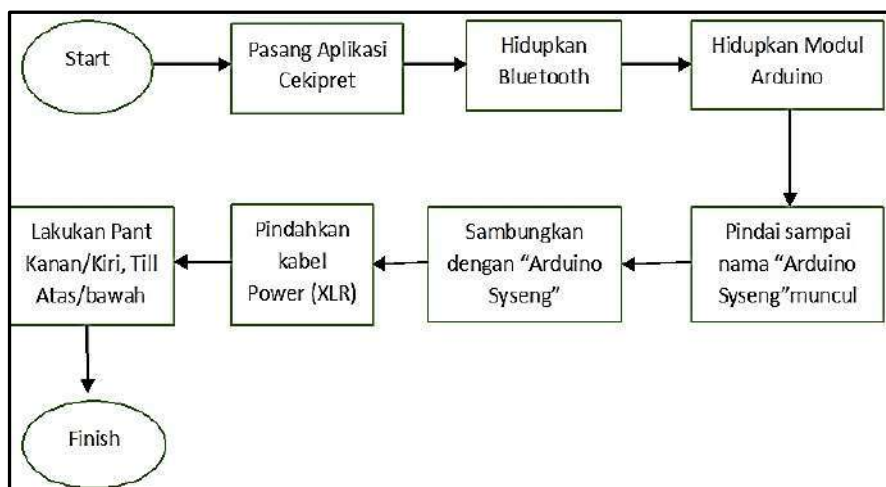 Start
Pasang Aplikasi
Cekipret
Hidupkan
Bluetooth
Hidupkan Modul
Arduino
Pindai sampai
nama “Arduino
Syseng”muncul
Sambungkan
dengan “Arduino
Syseng”
Pindahkan
kabel
Power (XLR)
Lakukan Pant
Kanan/Kiri, Till
Atas/bawah
Finish